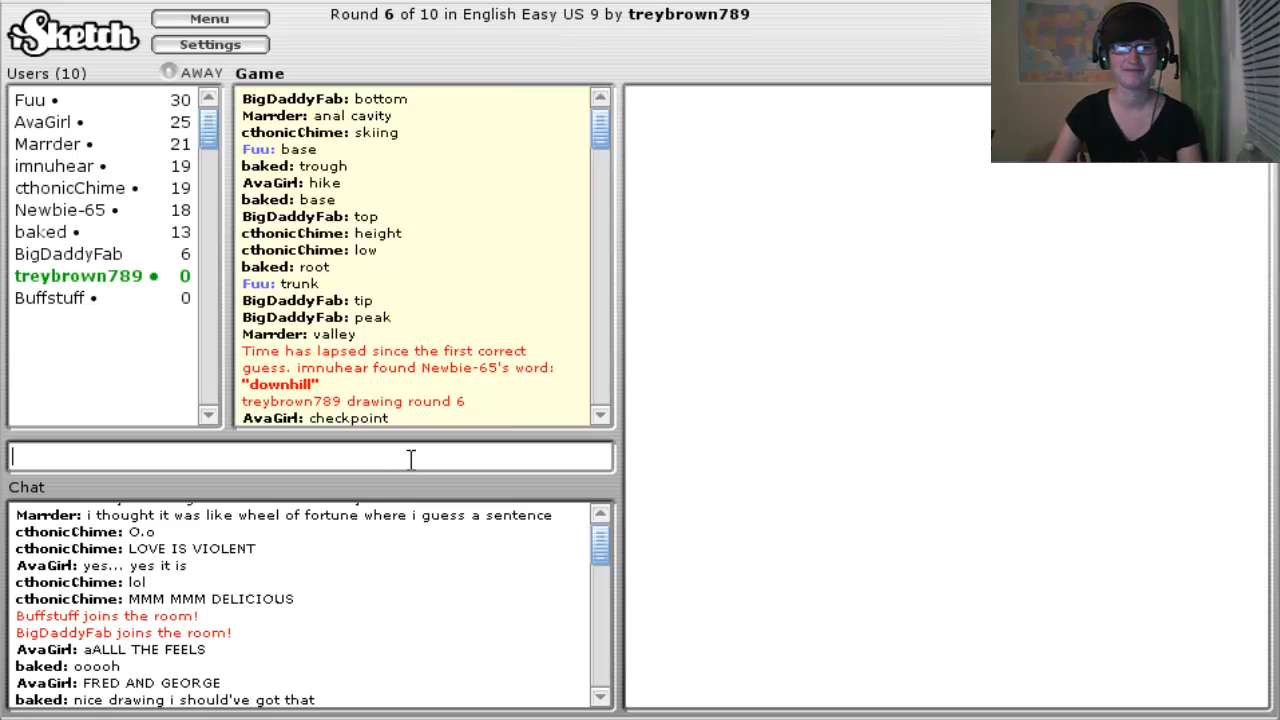 iSketch
Menu
Settings
Round 6 of 10 in English Easy US 9 by treybrown789
Users (10)
AWAY
Game
Fuu • 30
AvaGirl • 25
Marrder • 21
imnuhear • 19
cthonicChime • 19
Newbie-65 • 18
baked • 13
BigDaddyFab 6
treybrown789 • 0
Buffstuff • 0
BigDaddyFab: bottom
Marrder: anal cavity
cthonicChime: skiing
Fuu: base
baked: trough
AvaGirl: hike
baked: base
BigDaddyFab: top
cthonicChime: height
cthonicChime: low
baked: root
Fuu: trunk
BigDaddyFab: tip
BigDaddyFab: peak
Marrder: valley
Time has lapsed since the first correct
guess. imnuhear found Newbie-65's word:
"downhill"
treybrown789 drawing round 6
AvaGirl: checkpoint
Chat
Marrder: i thought it was like wheel of fortune where i guess a sentence
cthonicChime: O.o
cthonicChime: LOVE IS VIOLENT
AvaGirl: yes... yes it is
cthonicChime: lol
cthonicChime: MMM MMM DELICIOUS
Buffstuff joins the room!
BigDaddyFab joins the room!
AvaGirl: aALLL THE FEELS
baked: ooooh
AvaGirl: FRED AND GEORGE
baked: nice drawing i should've got that